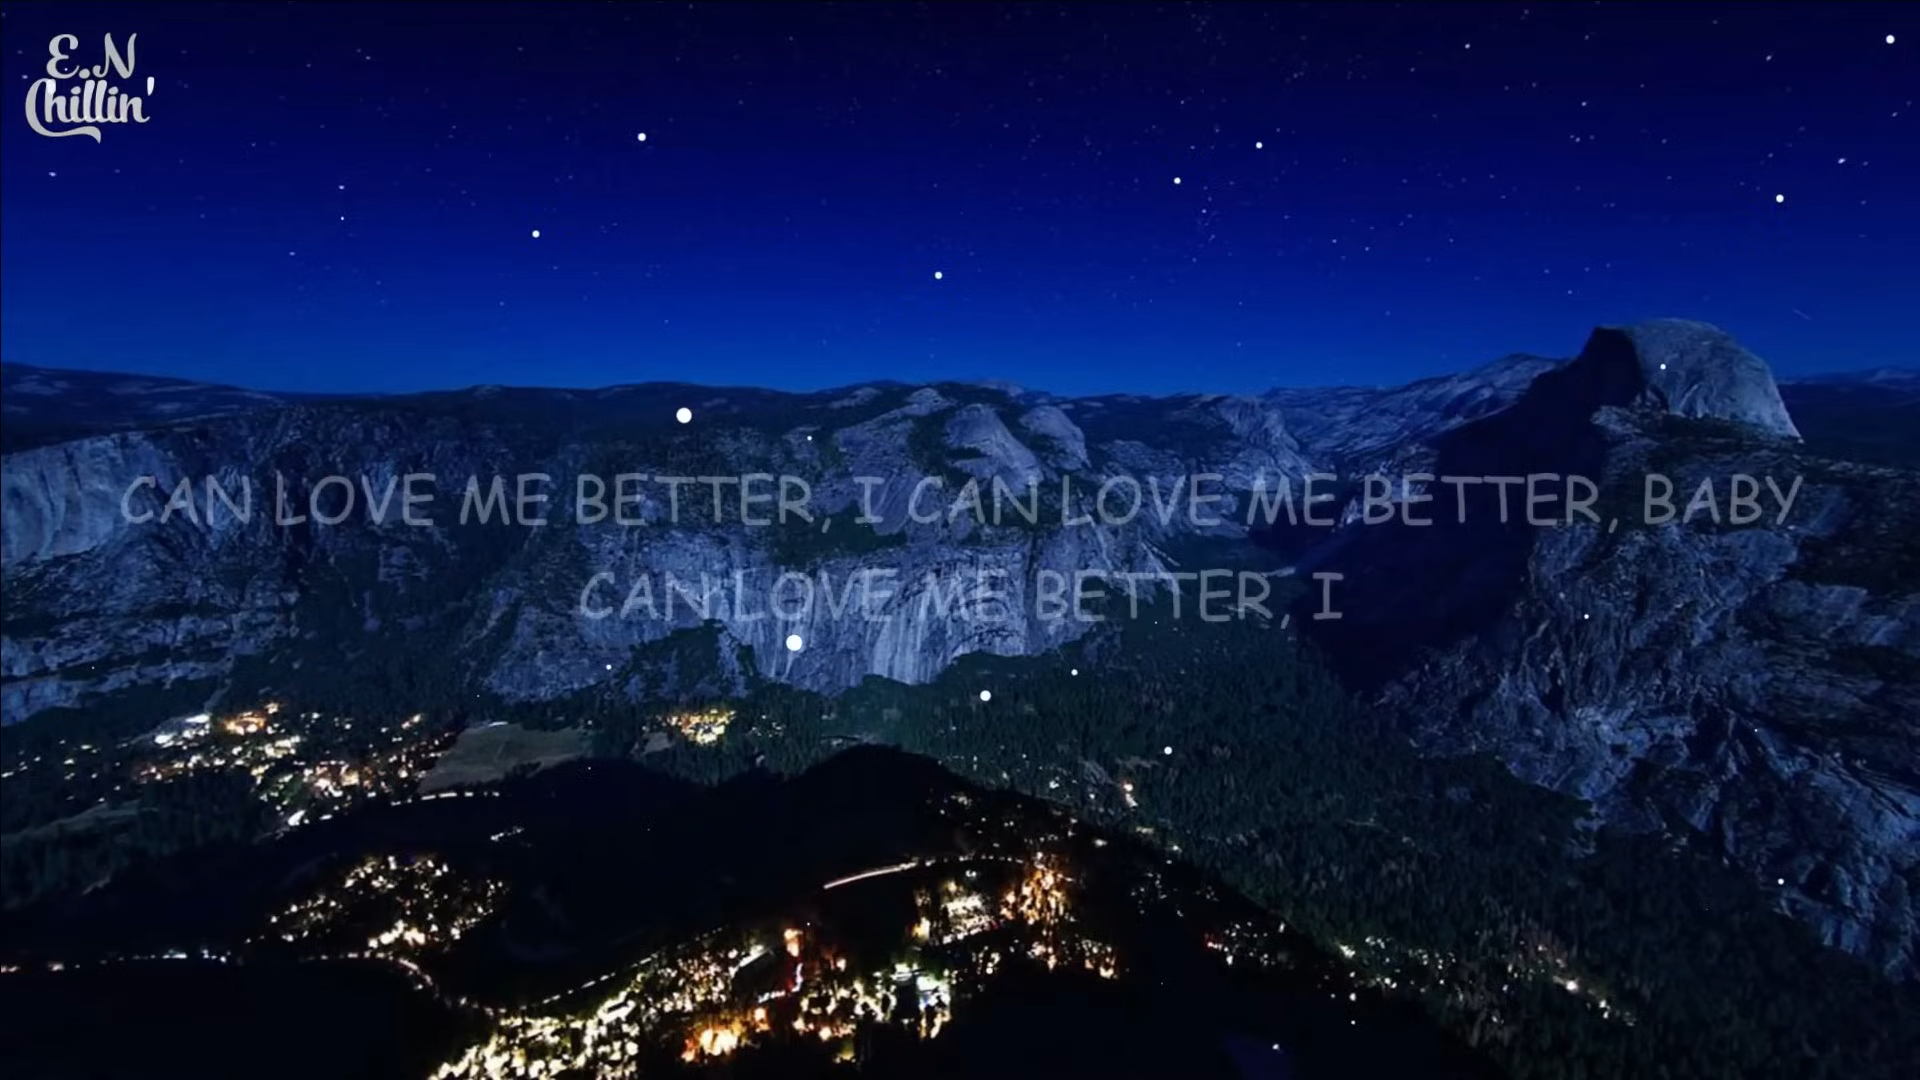 E.N
Chillin'
CAN LOVE ME BETTER, I CAN LOVE ME BETTER, BABY
CAN LOVE ME BETTER, I